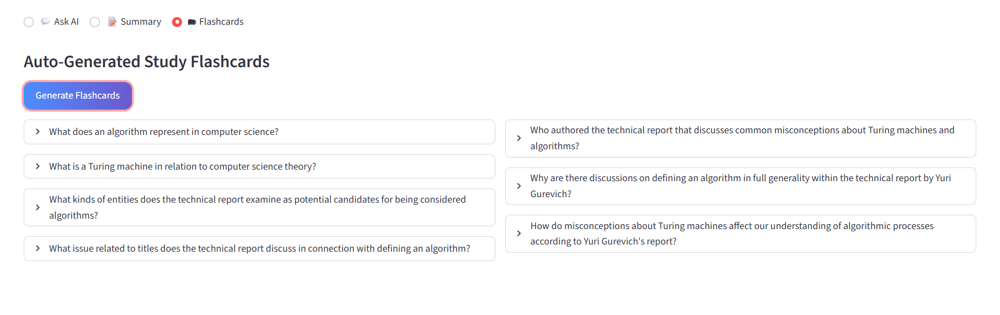 Ask AI Summary Flashcards
Auto-Generated Study Flashcards
Generate Flashcards
What does an algorithm represent in computer science?
What is a Turing machine in relation to computer science theory?
What kinds of entities does the technical report examine as potential candidates for being considered
algorithms?
What issue related to titles does the technical report discuss in connection with defining an algorithm?
Who authored the technical report that discusses common misconceptions about Turing machines and
algorithms?
Why are there discussions on defining an algorithm in full generality within the technical report by Yuri
Gurevich?
How do misconceptions about Turing machines affect our understanding of algorithmic processes
according to Yuri Gurevich's report?